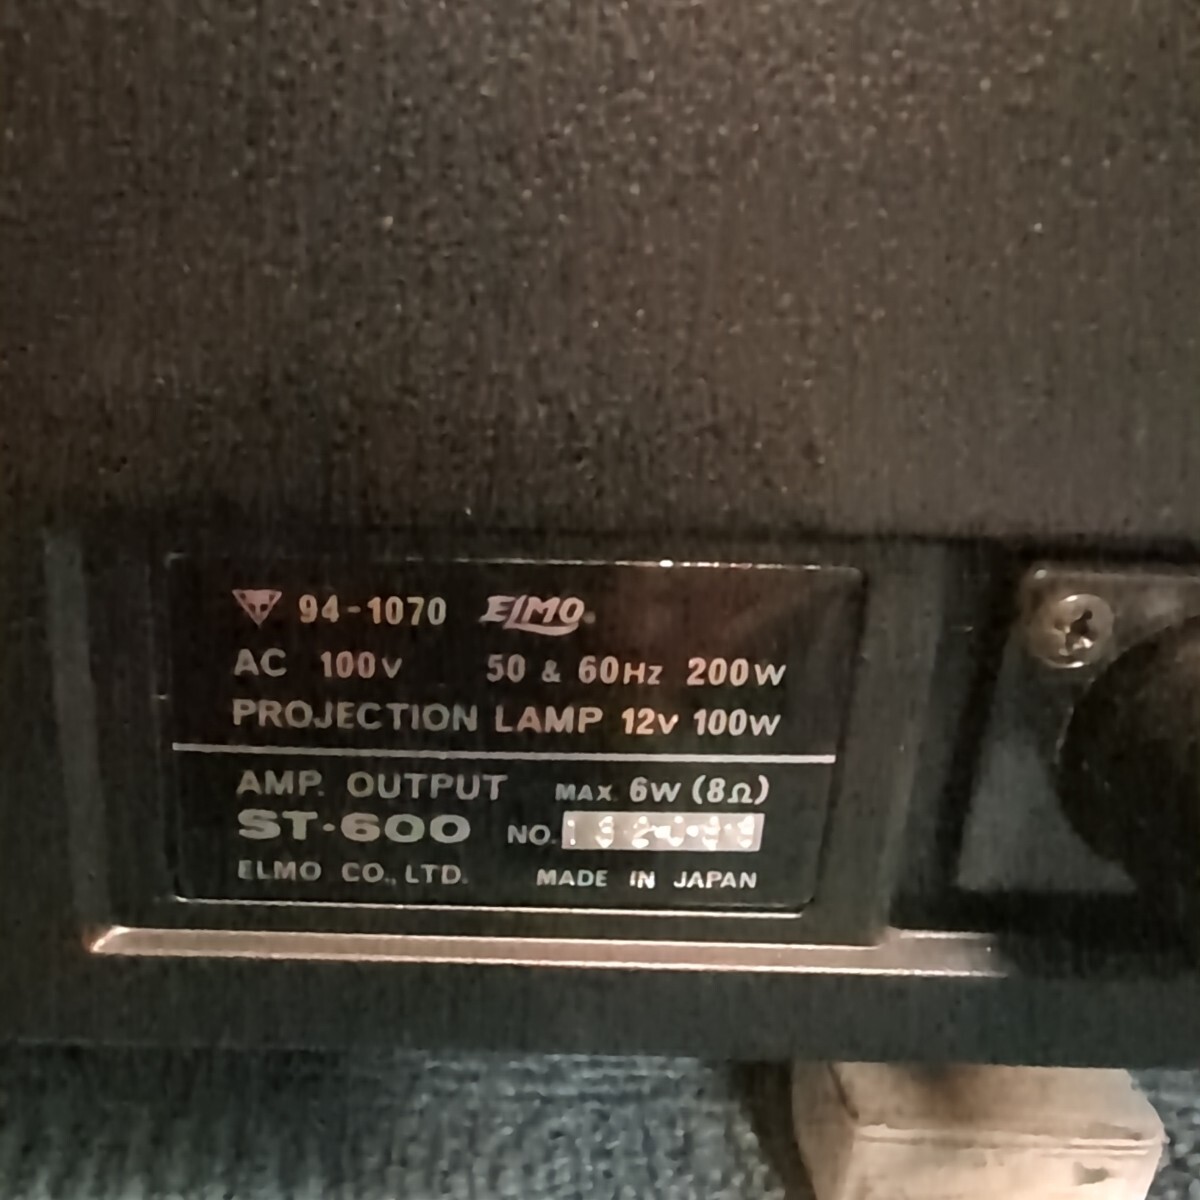 94-1070 ELMO
AC 100V 50 & 60Hz 200W
PROJECTION LAMP 12V 100W
AMP. OUTPUT MAX. 6W (8Ω)
ST-600 NO.
ELMO CO., LTD. MADE IN JAPAN